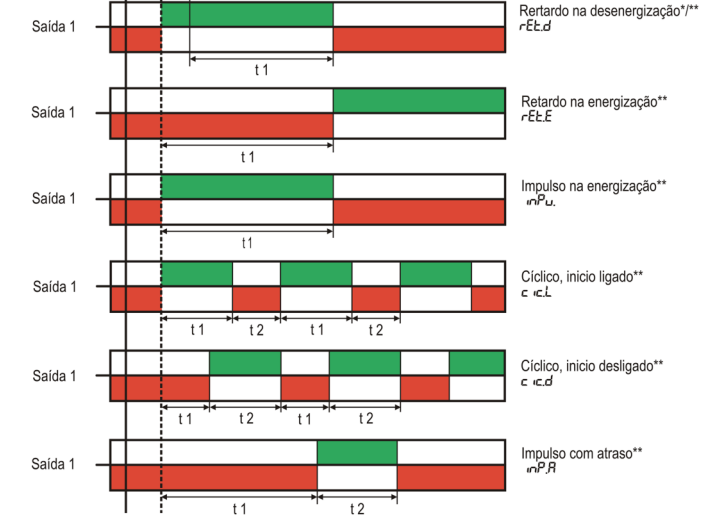 Saída 1
Rertardo na desenergização*/**
rEt.d
t 1
Saída 1
Retardo na energização**
rEt.E
t 1
Saída 1
Impulso na energização**
inPu.
t 1
Saída 1
Cíclico, inicio ligado**
cic.L
t 1 t 2 t 1 t 2
Saída 1
Cíclico, inicio desligado**
cic.d
t 1 t 2 t 1 t 2
Saída 1
Impulso com atraso**
inP.A
t 1 t 2